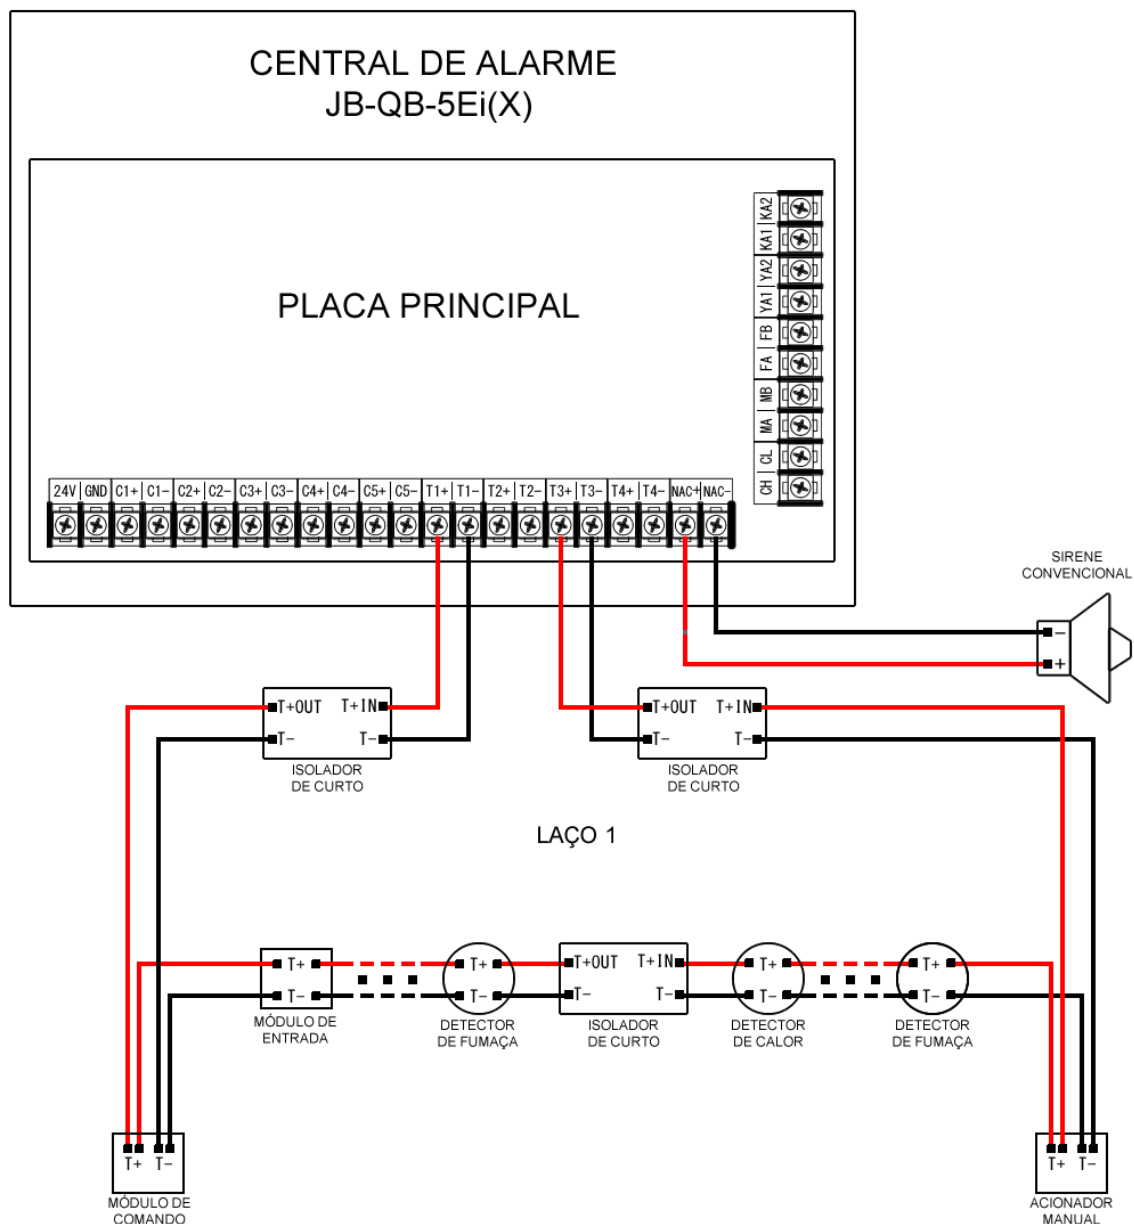 CENTRAL DE ALARME
JB-QB-5Ei(X)
PLACA PRINCIPAL
KA2
KA1
YA2
YA1
FB
FA
MB
MA
CL
CH
24V GND C1+ C1- C2+ C2- C3+ C3- C4+ C4- C5+ C5- T1+ T1- T2+ T2- T3+ T3- T4+ T4- NAC+ NAC-
SIRENE
CONVENCIONAL
-
+
T+OUT T+IN
T- T-
ISOLADOR
DE CURTO
T+OUT T+IN
T- T-
ISOLADOR
DE CURTO
LAÇO 1
T+
T-
MÓDULO DE
ENTRADA
T+
T-
DETECTOR
DE FUMAÇA
T+OUT T+IN
T- T-
ISOLADOR
DE CURTO
T+
T-
DETECTOR
DE CALOR
T+
T-
DETECTOR
DE FUMAÇA
T+ T-
MÓDULO DE
COMANDO
T+ T-
ACIONADOR
MANUAL